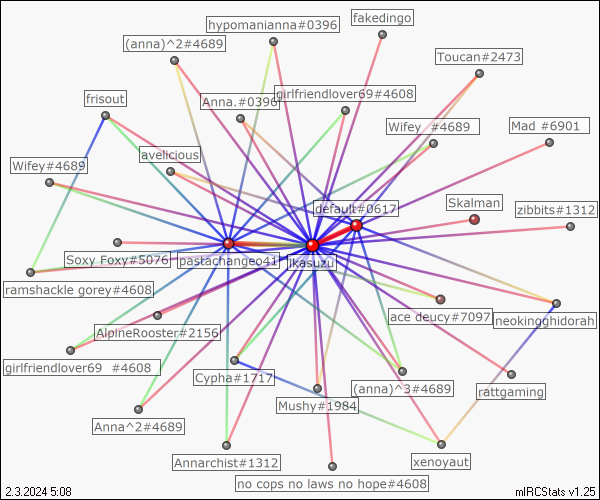 hypomanianna#0396
fakedingo
(anna)^2#4689
Toucan#2473
frisout
Anna.#0396
girlfriendlover69#4608
Wifey #4689
Mad #6901
avelicious
Wifey#4689
default#0617
Skalman
zibbits#1312
Soxy Foxy#5076
pastachangeo41
jkasuzu
ramshackle gorey#4608
ace deucy#7097
neokingghidorah
AlpineRooster#2156
girlfriendlover69 #4608
Cypha#1717
(anna)^3#4689
rattgaming
Mushy#1984
Anna^2#4689
Annarchist#1312
xenoyaut
no cops no laws no hope#4608
2.3.2024 5:08
mIRCStats v1.25